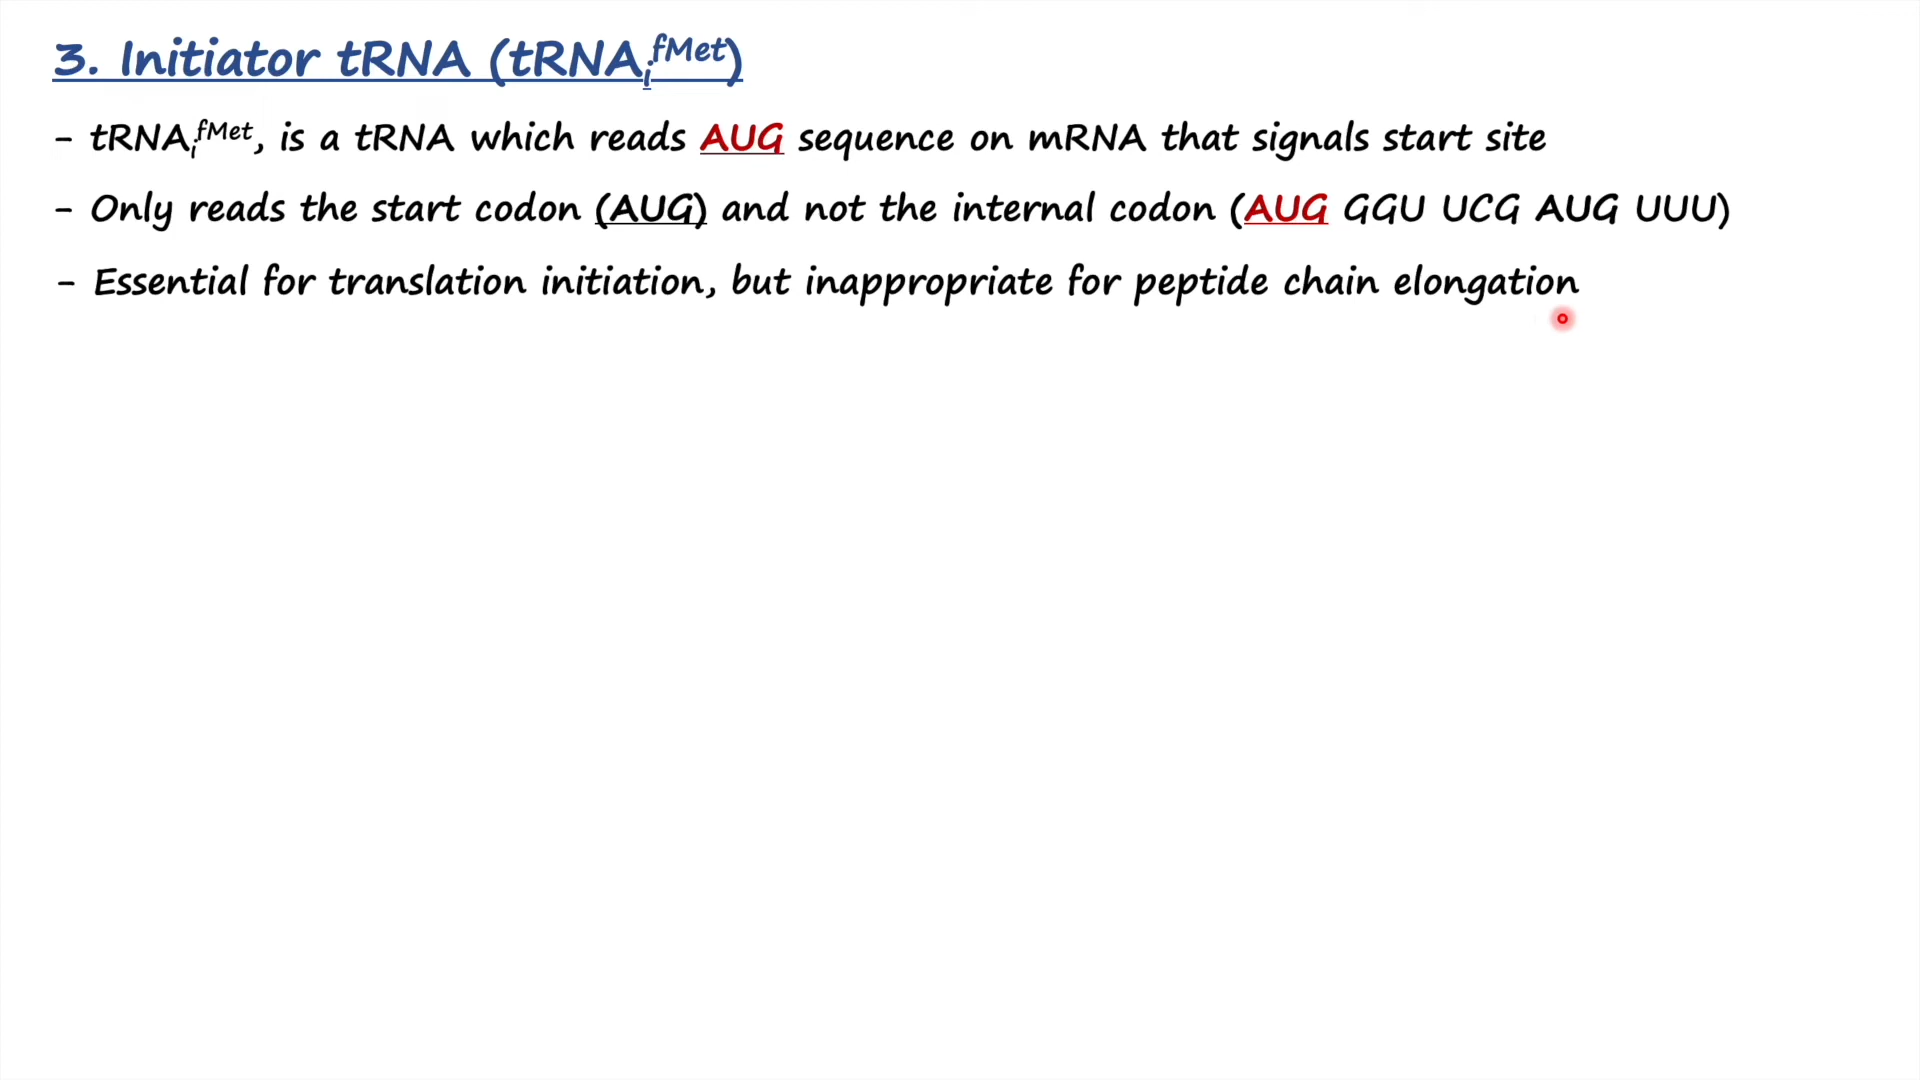 3. Initiator tRNA (tRNAᵢᶠᴹᵉᵗ)
- tRNAᵢᶠᴹᵉᵗ, is a tRNA which reads AUG sequence on mRNA that signals start site
- Only reads the start codon (AUG) and not the internal codon (AUG GGU UCG AUG UUU)
- Essential for translation initiation, but inappropriate for peptide chain elongation